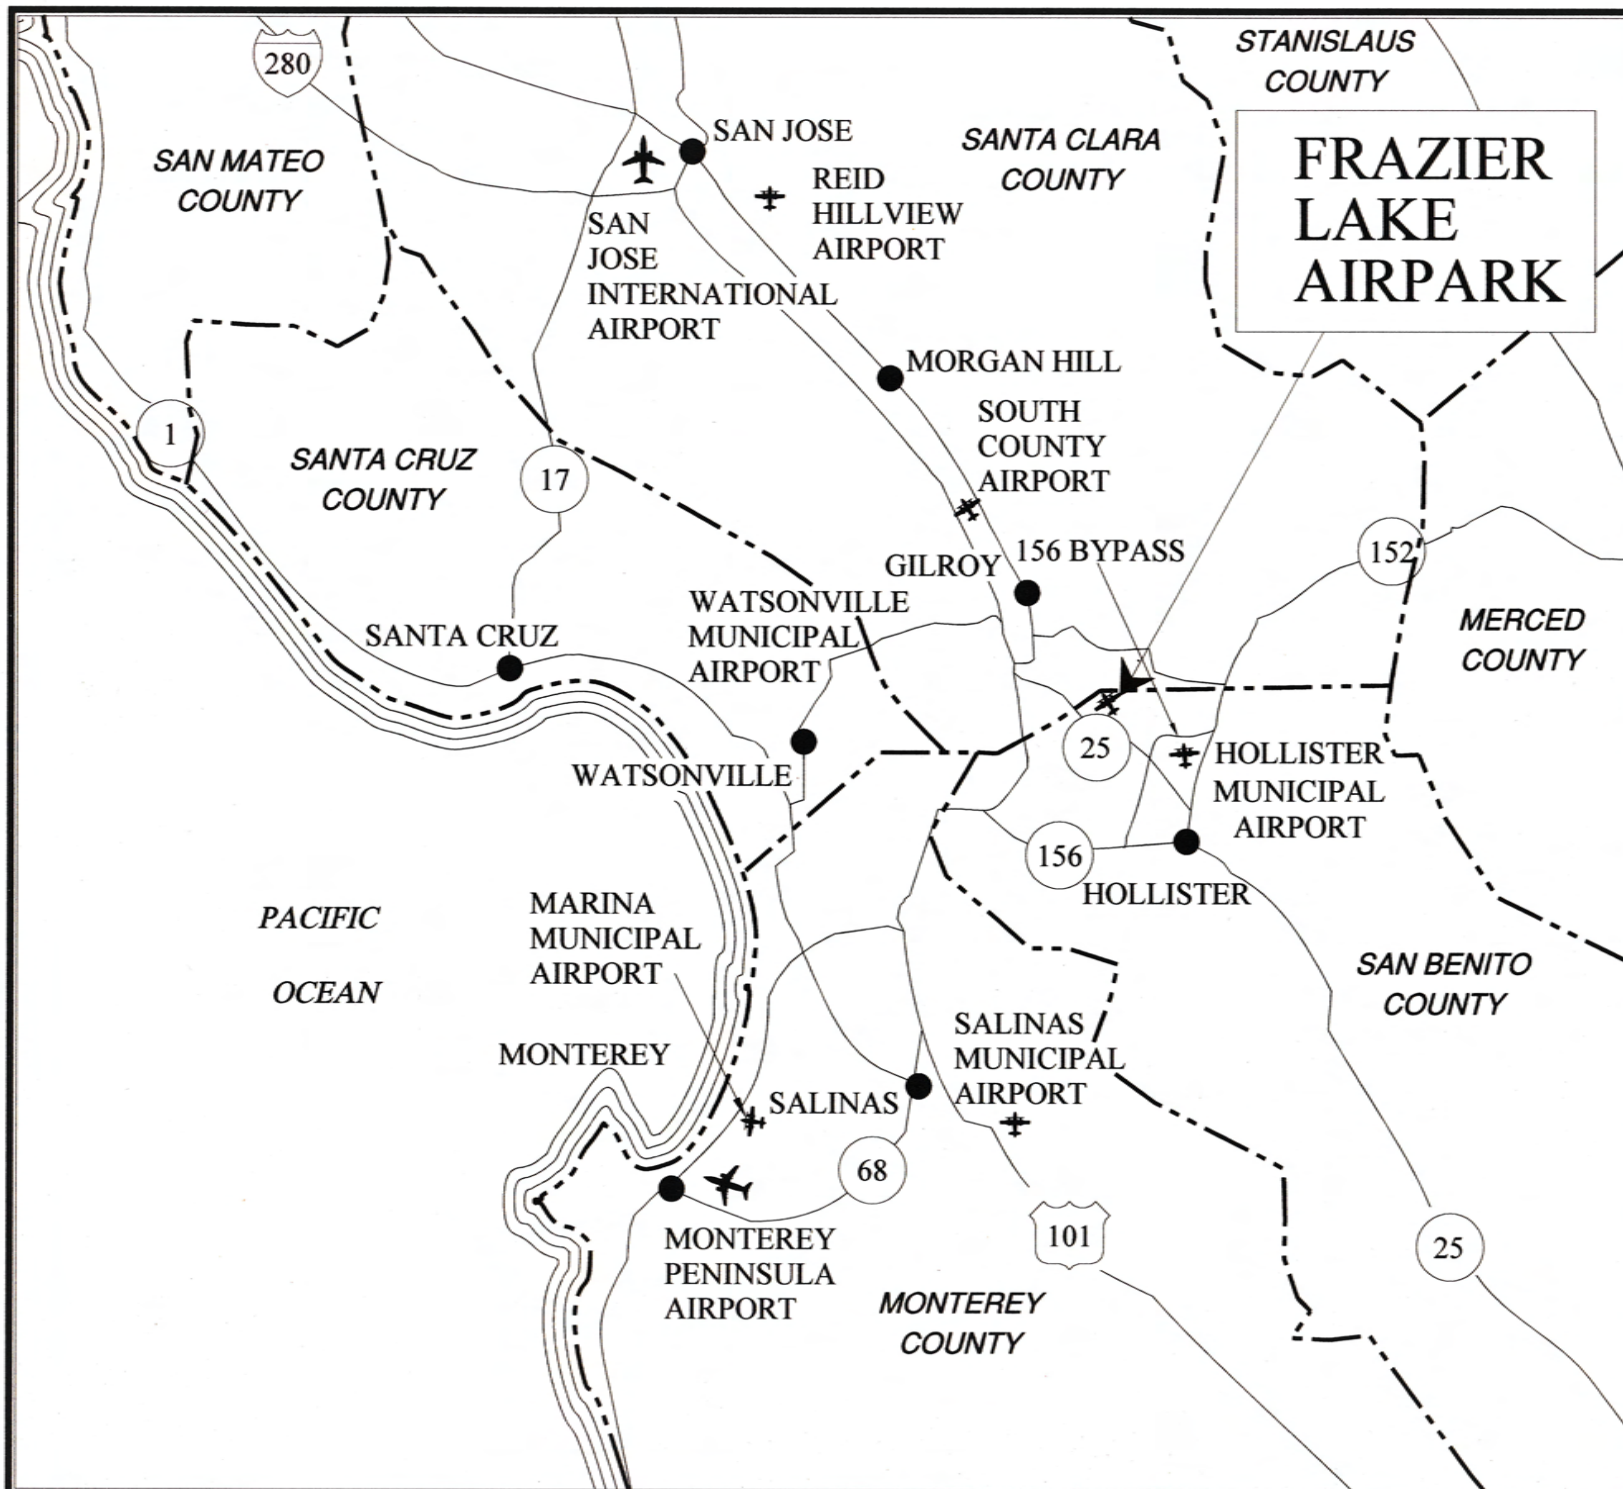 280
STANISLAUS
COUNTY
SAN MATEO
COUNTY
SAN JOSE
SANTA CLARA
COUNTY
FRAZIER
LAKE
AIRPARK
REID
HILLVIEW
AIRPORT
SAN
JOSE
INTERNATIONAL
AIRPORT
MORGAN HILL
1
SANTA CRUZ
COUNTY
17
SOUTH
COUNTY
AIRPORT
GILROY
156 BYPASS
152
WATSONVILLE
MUNICIPAL
AIRPORT
SANTA CRUZ
MERCED
COUNTY
WATSONVILLE
25
HOLLISTER
MUNICIPAL
AIRPORT
156
HOLLISTER
PACIFIC
OCEAN
MARINA
MUNICIPAL
AIRPORT
SAN BENITO
COUNTY
MONTEREY
SALINAS
MUNICIPAL
AIRPORT
SALINAS
68
101
25
MONTEREY
PENINSULA
AIRPORT
MONTEREY
COUNTY